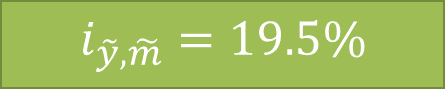 i_{ỹ,m̃} = 19.5%